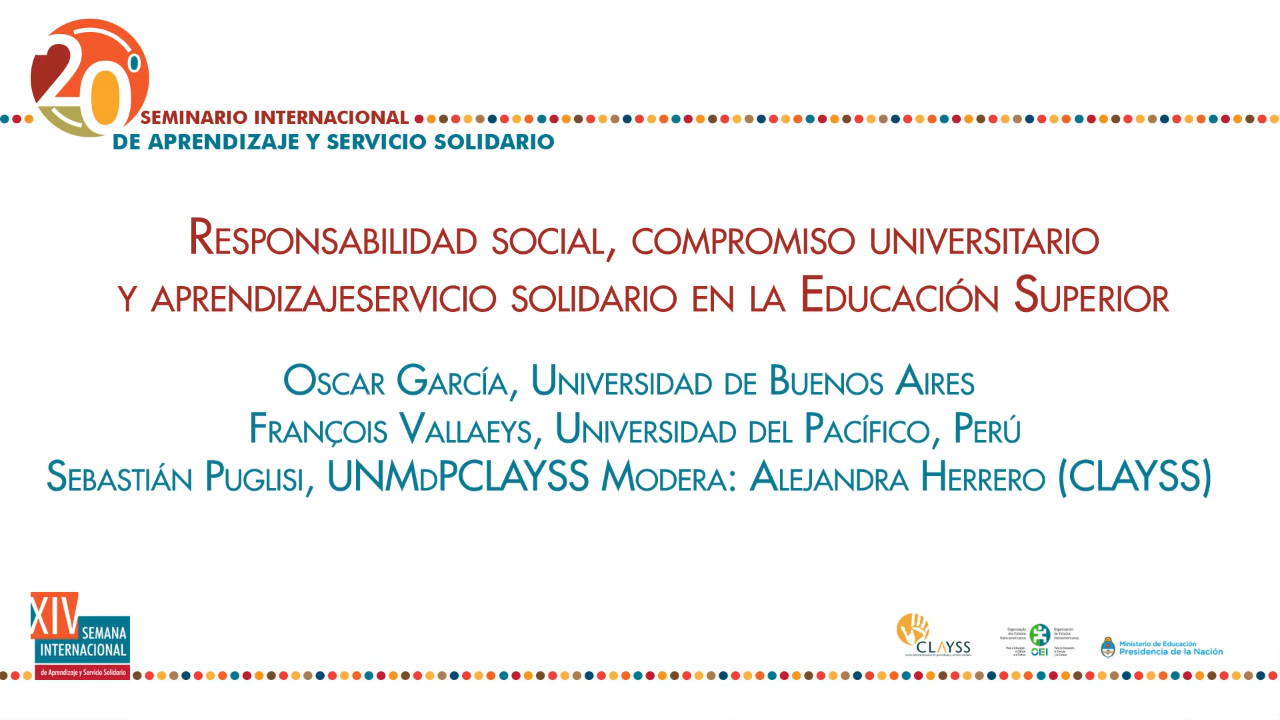 20º
SEMINARIO INTERNACIONAL
DE APRENDIZAJE Y SERVICIO SOLIDARIO
RESPONSABILIDAD SOCIAL, COMPROMISO UNIVERSITARIO
Y APRENDIZAJESERVICIO SOLIDARIO EN LA EDUCACIÓN SUPERIOR
OSCAR GARCÍA, UNIVERSIDAD DE BUENOS AIRES
FRANÇOIS VALLAEYS, UNIVERSIDAD DEL PACÍFICO, PERÚ
SEBASTIÁN PUGLISI, UNMDPCLAYSS MODERA: ALEJANDRA HERRERO (CLAYSS)
XIV SEMANA
INTERNACIONAL
de Aprendizaje y Servicio Solidario
CLAYSS
OEI
Ministerio de Educación
Presidencia de la Nación